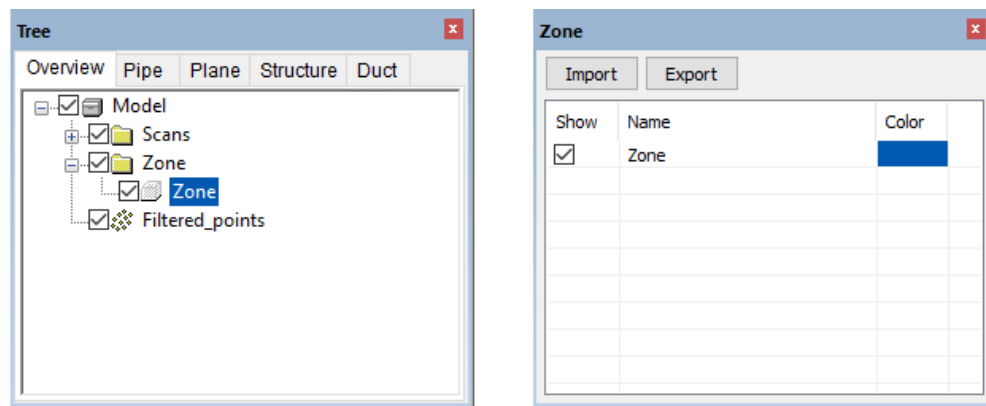 Tree
Overview Pipe Plane Structure Duct
Model
Scans
Zone
Zone
Filtered_points
Zone
Import Export
Show Name Color
Zone